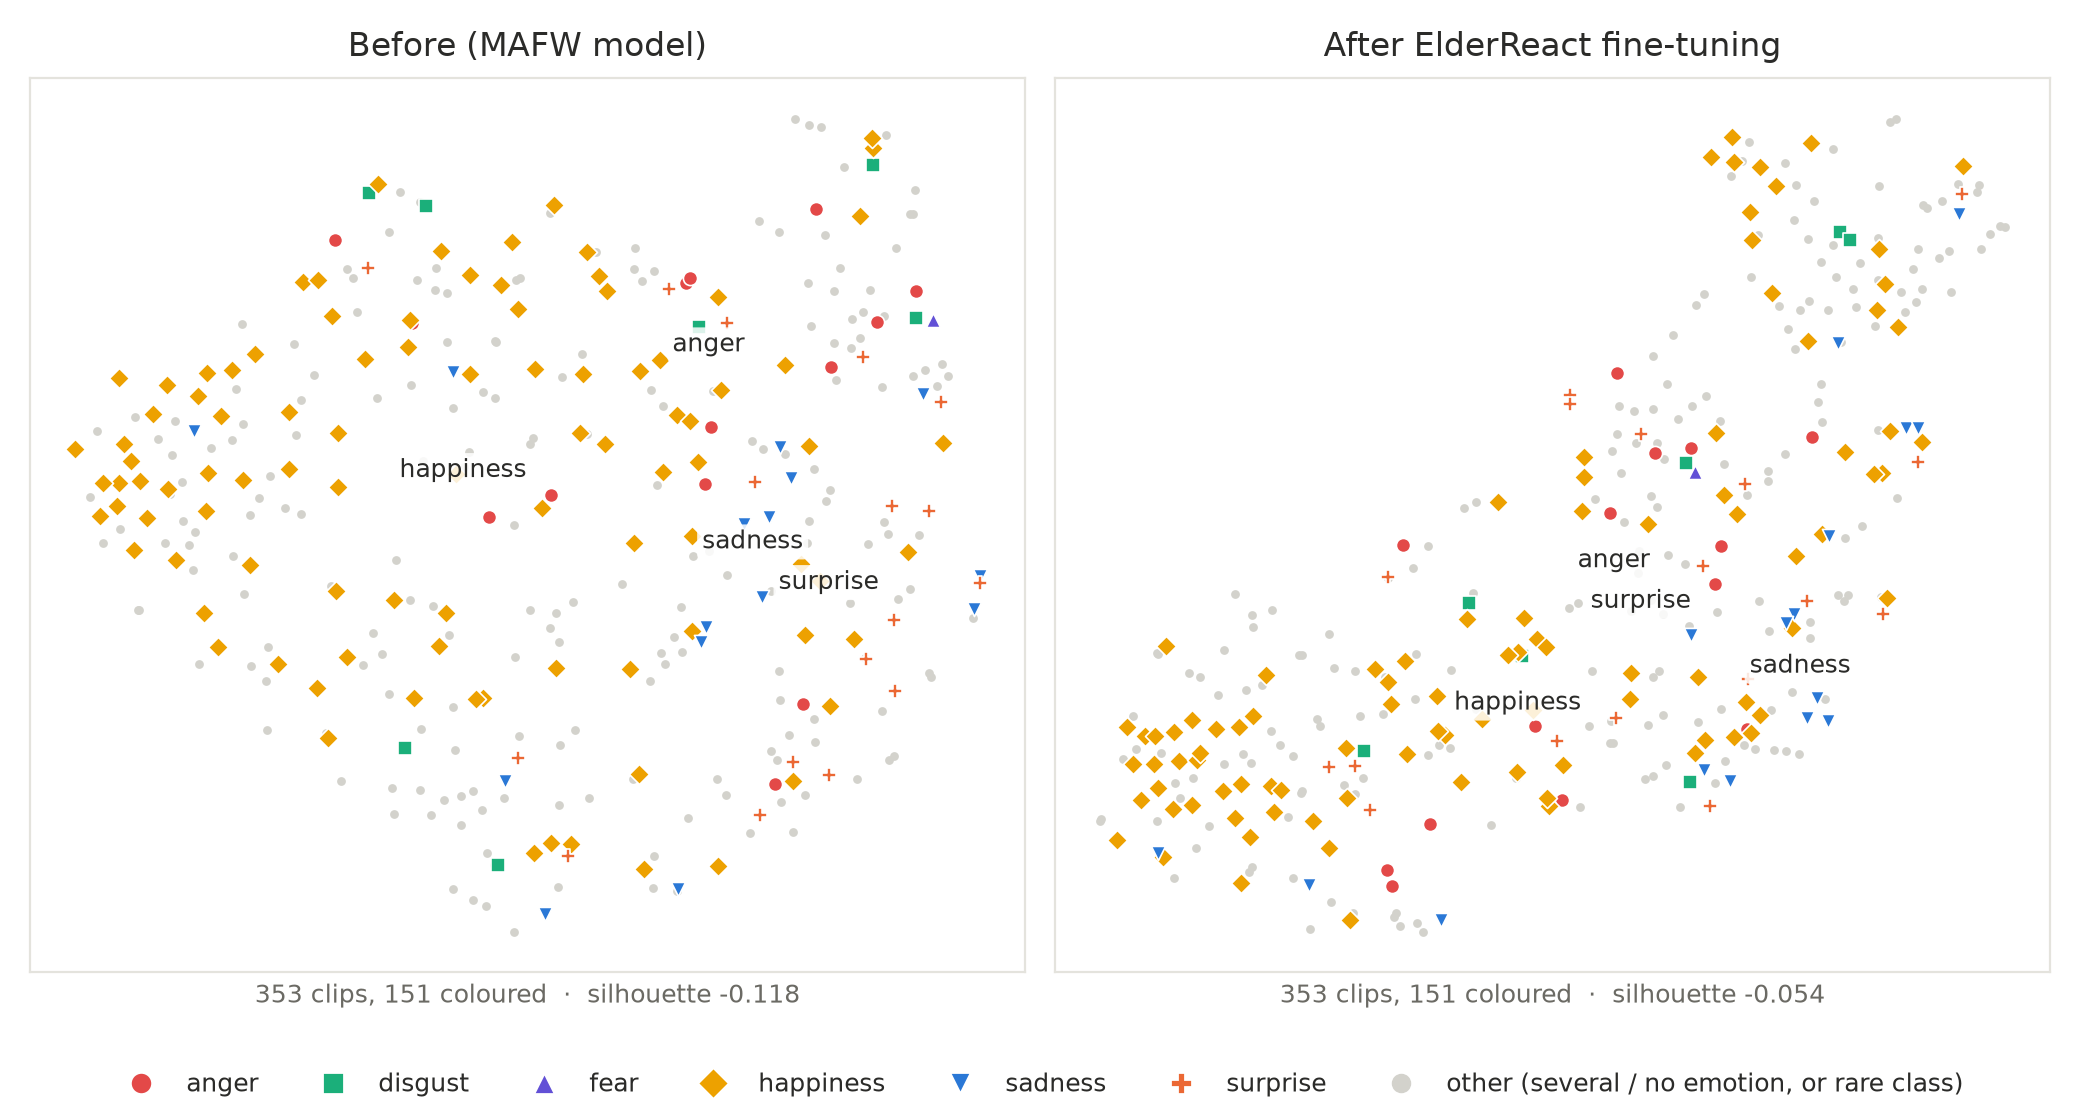 Before (MAFW model)
After ElderReact fine-tuning
anger
happiness
sadness
surprise
anger
surprise
sadness
happiness
353 clips, 151 coloured · silhouette -0.118
353 clips, 151 coloured · silhouette -0.054
anger disgust fear happiness sadness surprise other (several / no emotion, or rare class)